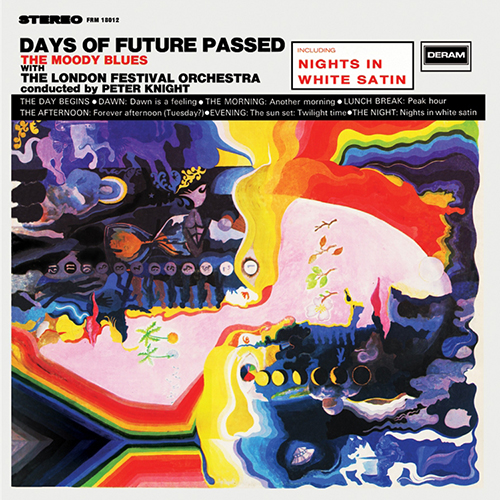 STEREO FRM 18012
DAYS OF FUTURE PASSED
THE MOODY BLUES
WITH
THE LONDON FESTIVAL ORCHESTRA
conducted by PETER KNIGHT
INCLUDING
NIGHTS IN
WHITE SATIN
DERAM
THE DAY BEGINS ● DAWN: Dawn is a feeling ● THE MORNING: Another morning ● LUNCH BREAK: Peak hour
THE AFTERNOON: Forever afternoon (Tuesday?) ● EVENING: The sun set: Twilight time ● THE NIGHT: Nights in white satin